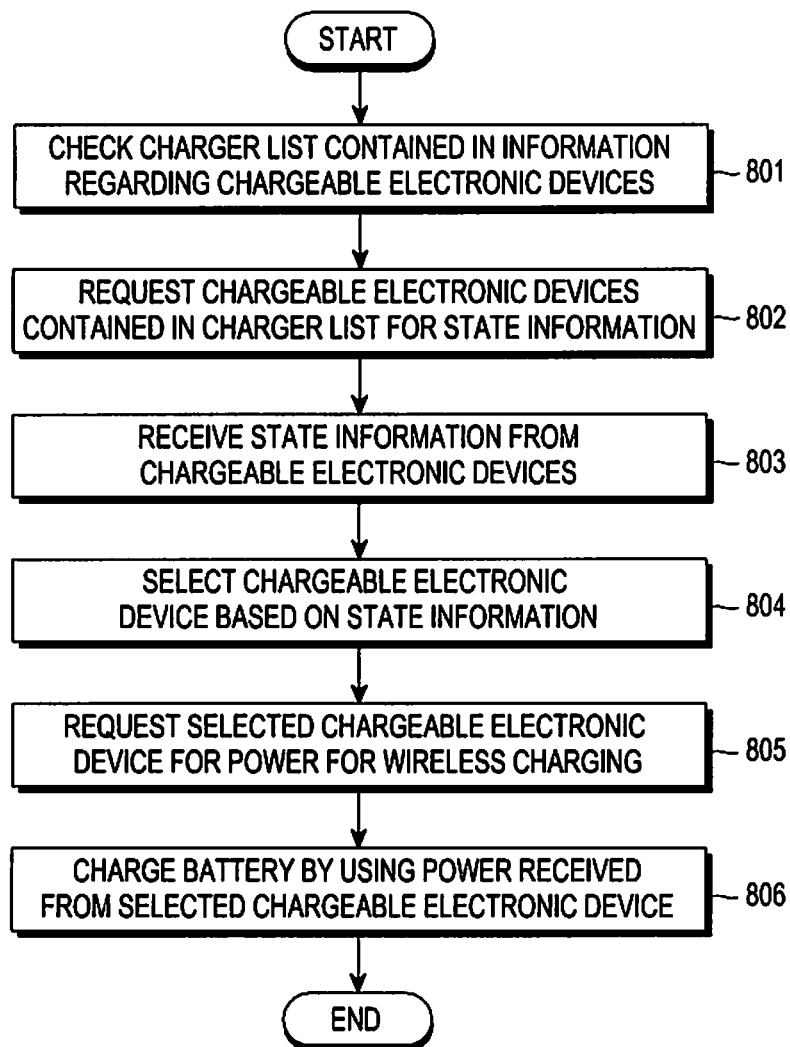 START
CHECK CHARGER LIST CONTAINED IN INFORMATION
REGARDING CHARGEABLE ELECTRONIC DEVICES
801
REQUEST CHARGEABLE ELECTRONIC DEVICES
CONTAINED IN CHARGER LIST FOR STATE INFORMATION
802
RECEIVE STATE INFORMATION FROM
CHARGEABLE ELECTRONIC DEVICES
803
SELECT CHARGEABLE ELECTRONIC
DEVICE BASED ON STATE INFORMATION
804
REQUEST SELECTED CHARGEABLE ELECTRONIC
DEVICE FOR POWER FOR WIRELESS CHARGING
805
CHARGE BATTERY BY USING POWER RECEIVED
FROM SELECTED CHARGEABLE ELECTRONIC DEVICE
806
END